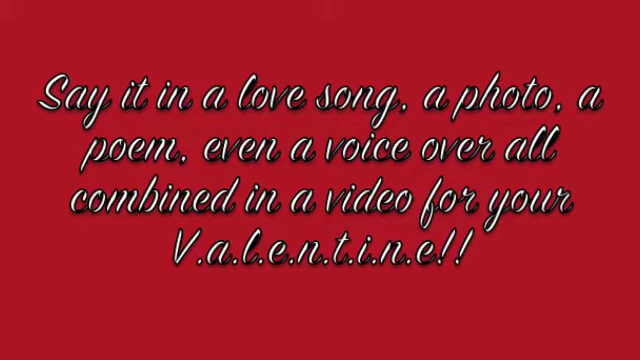 Say it in a love song, a photo, a
poem, even a voice over all
combined in a video for your
V.a.l.e.n.t.i.n.e!!